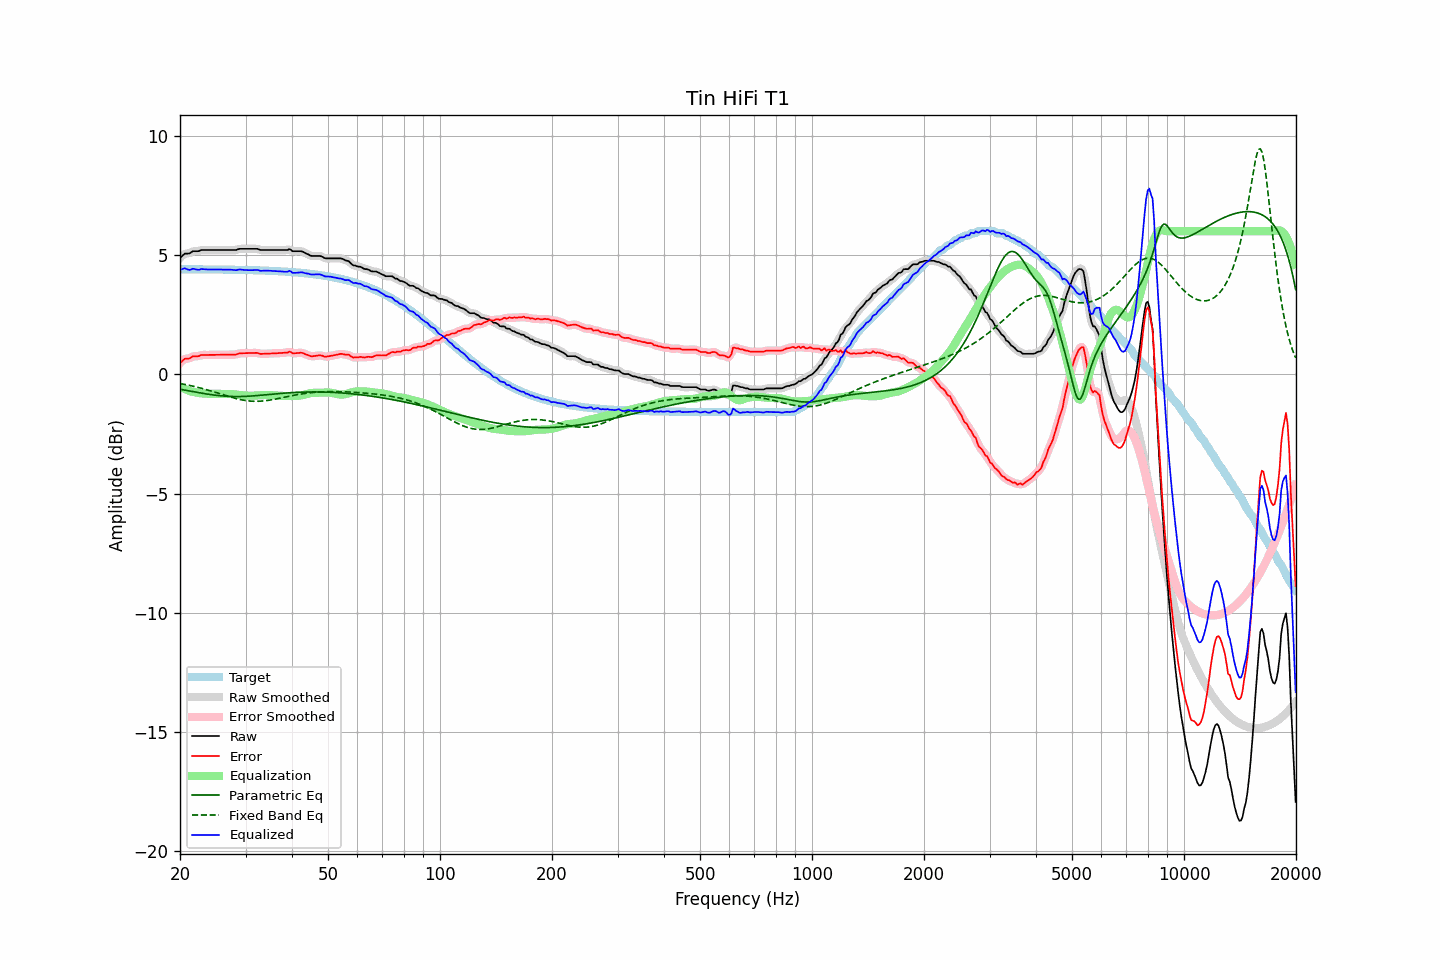 Tin HiFi T1
10
5
0
−5
−10
−15
−20
Amplitude (dBr)
Target
Raw Smoothed
Error Smoothed
Raw
Error
Equalization
Parametric Eq
Fixed Band Eq
Equalized
20 50 100 200 500 1000 2000 5000 10000 20000
Frequency (Hz)